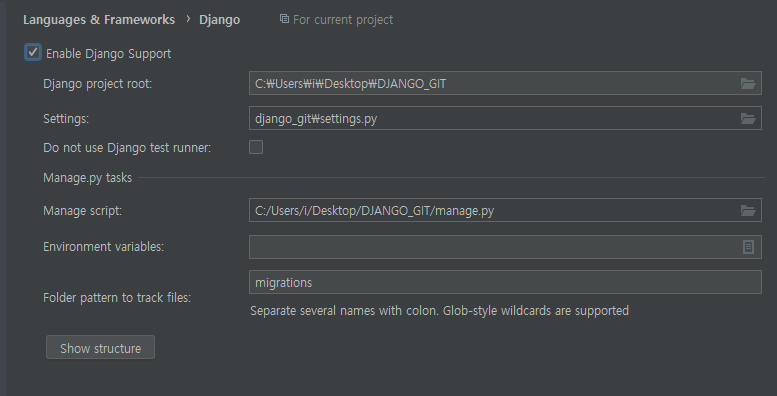 Languages & Frameworks › Django For current project
Enable Django Support
Django project root: C:₩Users₩i₩Desktop₩DJANGO_GIT
Settings: django_git₩settings.py
Do not use Django test runner:
Manage.py tasks
Manage script: C:/Users/i/Desktop/DJANGO_GIT/manage.py
Environment variables:
Folder pattern to track files: migrations
Separate several names with colon. Glob-style wildcards are supported
Show structure